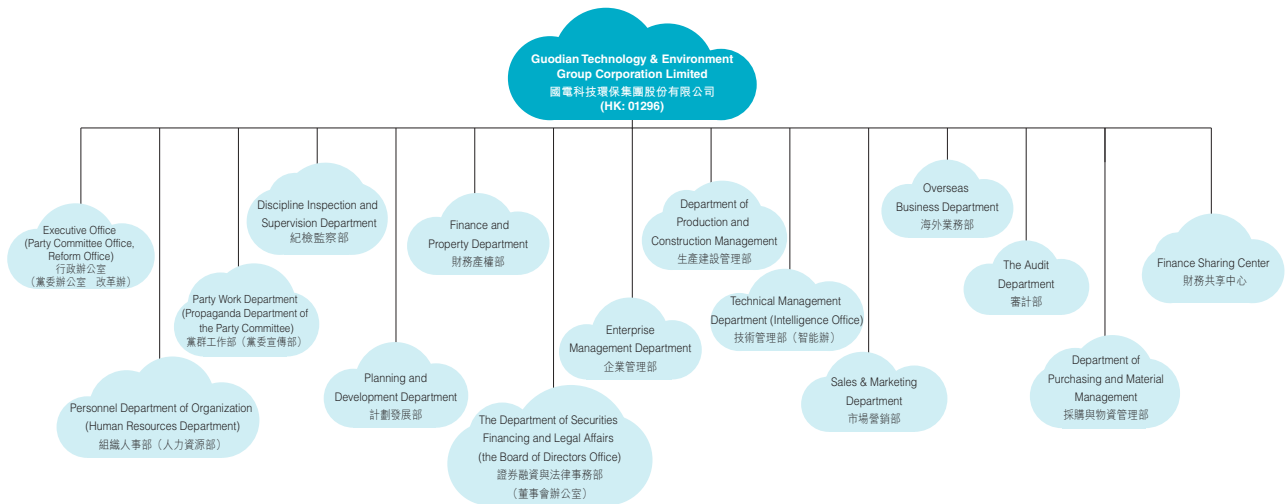 Guodian Technology & Environment
Group Corporation Limited
國電科技環保集團股份有限公司
(HK: 01296)
Executive Office
(Party Committee Office,
Reform Office)
行政辦公室
（黨委辦公室　改革辦）
Personnel Department of Organization
(Human Resources Department)
組織人事部（人力資源部）
Party Work Department
(Propaganda Department of
the Party Committee)
黨群工作部（黨委宣傳部）
Discipline Inspection and
Supervision Department
紀檢監察部
Planning and
Development Department
計劃發展部
Finance and
Property Department
財務產權部
The Department of Securities
Financing and Legal Affairs
(the Board of Directors Office)
證券融資與法律事務部
（董事會辦公室）
Enterprise
Management Department
企業管理部
Department of
Production and
Construction Management
生產建設管理部
Technical Management
Department (Intelligence Office)
技術管理部（智能辦）
Sales & Marketing
Department
市場營銷部
Overseas
Business Department
海外業務部
The Audit
Department
審計部
Department of
Purchasing and Material
Management
採購與物資管理部
Finance Sharing Center
財務共享中心